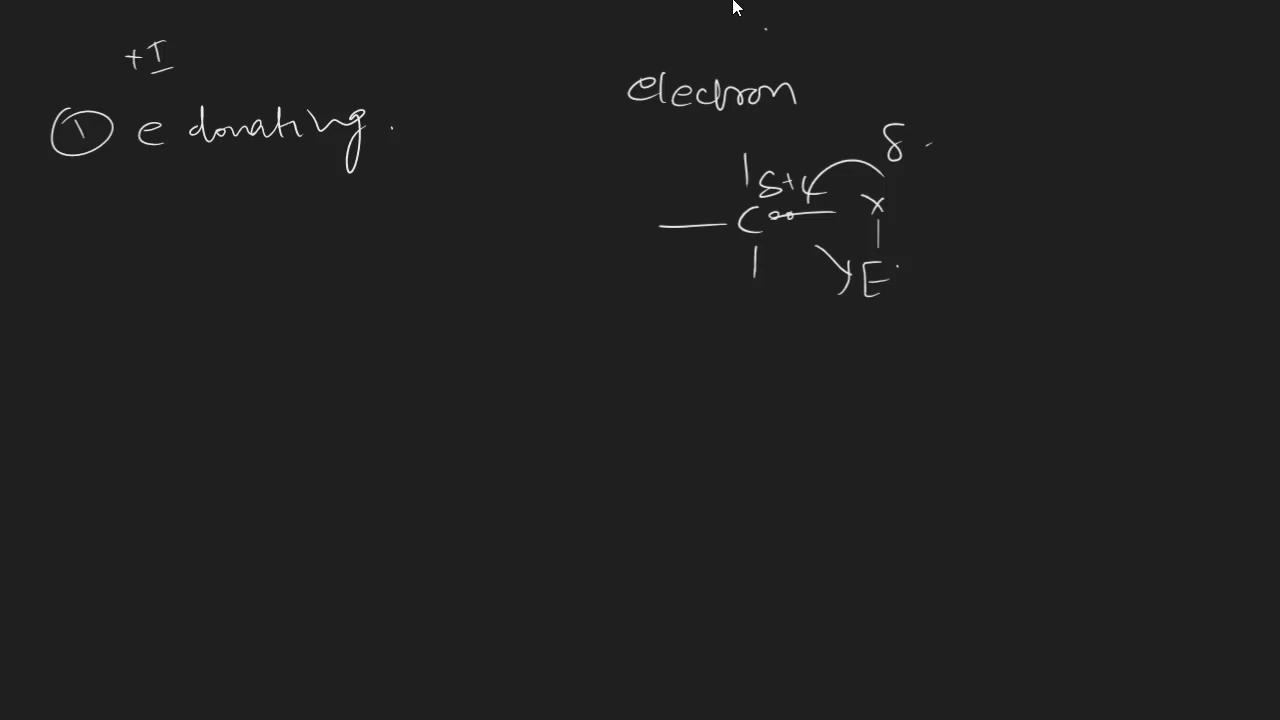 +I
① e donating.
electron
δ
δ+
C
x
E